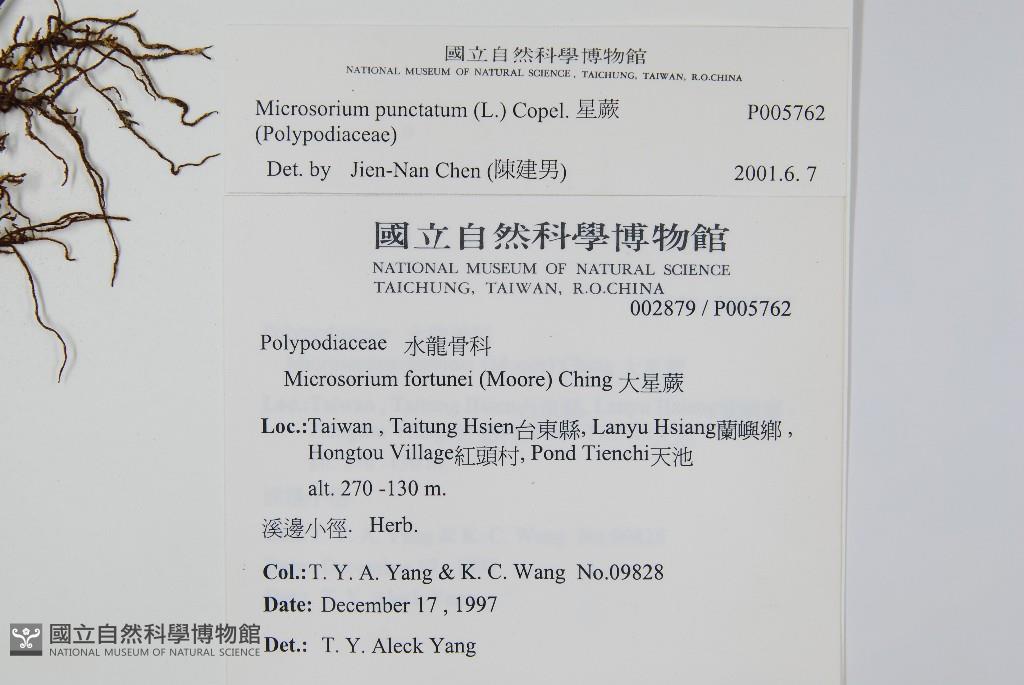 國立自然科學博物館
NATIONAL MUSEUM OF NATURAL SCIENCE, TAICHUNG, TAIWAN, R.O.CHINA
Microsorium punctatum (L.) Copel. 星蕨 P005762
(Polypodiaceae)
Det. by Jien-Nan Chen (陳建男) 2001.6. 7
國立自然科學博物館
NATIONAL MUSEUM OF NATURAL SCIENCE
TAICHUNG, TAIWAN, R.O.CHINA
002879 / P005762
Polypodiaceae 水龍骨科
Microsorium fortunei (Moore) Ching 大星蕨
Loc.:Taiwan , Taitung Hsien台東縣, Lanyu Hsiang蘭嶼鄉 ,
Hongtou Village紅頭村, Pond Tienchi天池
alt. 270 -130 m.
溪邊小徑. Herb.
Col.:T. Y. A. Yang & K. C. Wang No.09828
Date: December 17 , 1997
Det.: T. Y. Aleck Yang
國立自然科學博物館
NATIONAL MUSEUM OF NATURAL SCIENCE